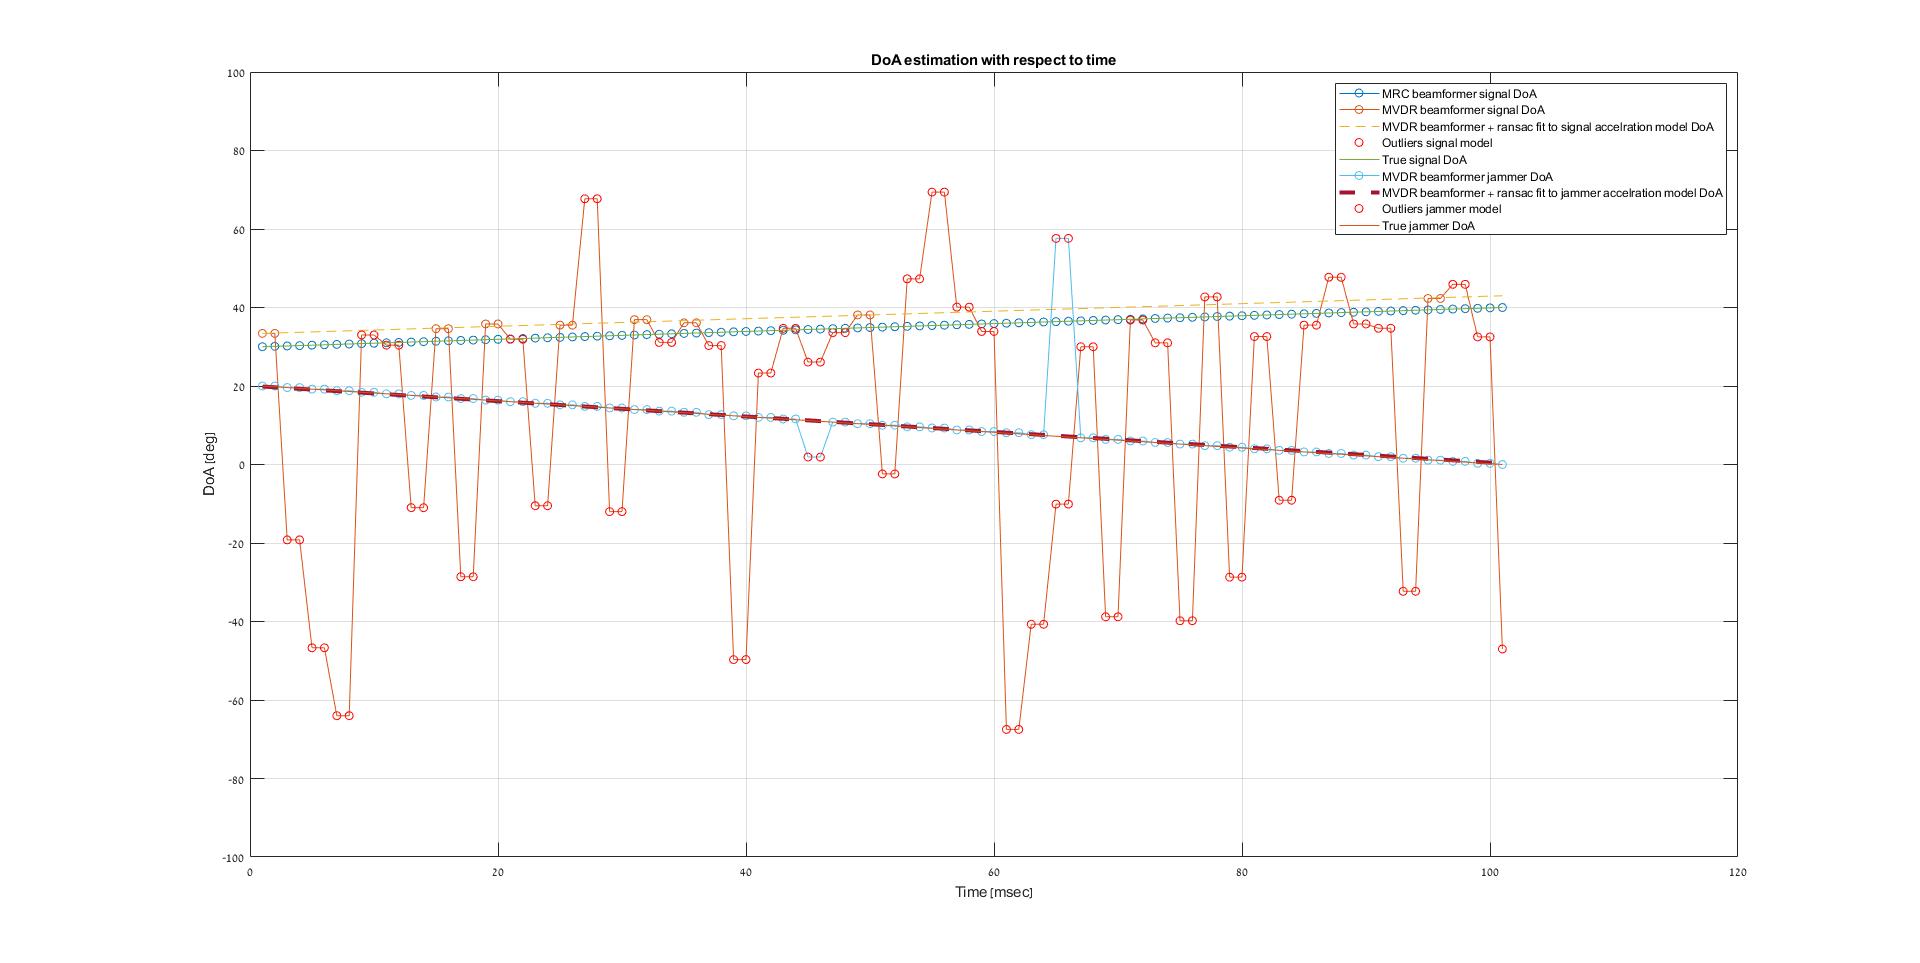 DoA estimation with respect to time
MRC beamformer signal DoA
MVDR beamformer signal DoA
MVDR beamformer + ransac fit to signal accelration model DoA
Outliers signal model
True signal DoA
MVDR beamformer jammer DoA
MVDR beamformer + ransac fit to jammer accelration model DoA
Outliers jammer model
True jammer DoA
100
80
60
40
20
0
-20
-40
-60
-80
-100
DoA [deg]
0 20 40 60 80 100 120
Time [msec]